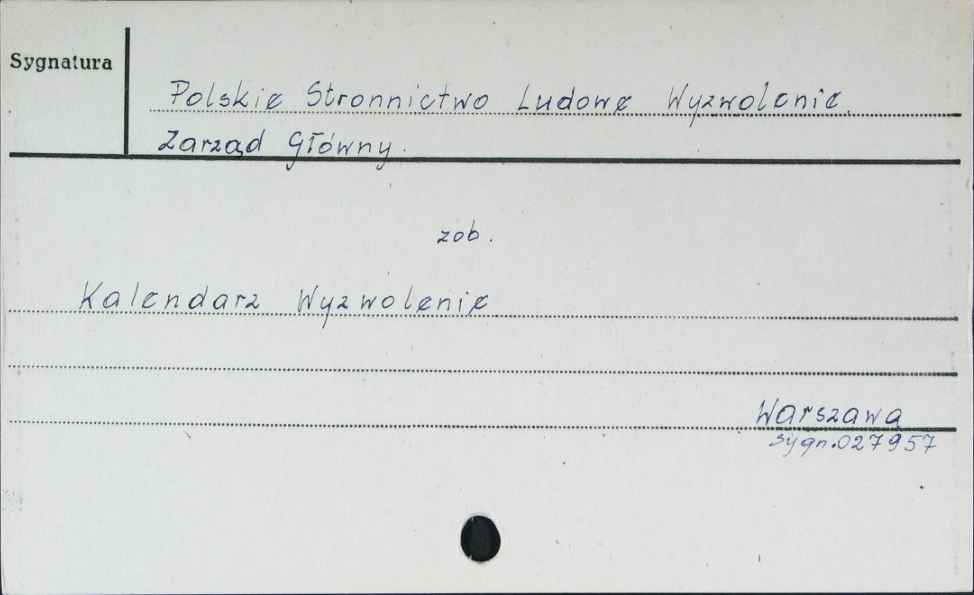 Sygnatura
Polskie Stronnictwo Ludowe Wyzwolenie.
Zarząd Główny.
zob.
Kalendarz Wyzwolenie
Warszawa
sygn.027957